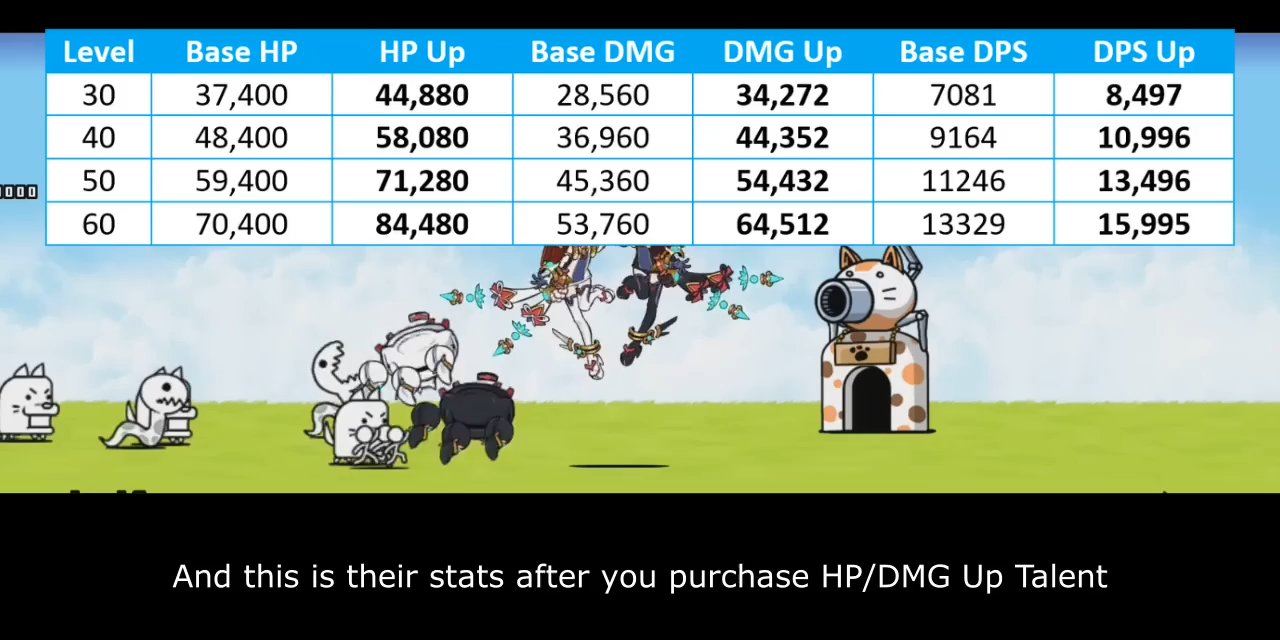 Level Base HP HP Up Base DMG DMG Up Base DPS DPS Up
30 37,400 44,880 28,560 34,272 7081 8,497
40 48,400 58,080 36,960 44,352 9164 10,996
50 59,400 71,280 45,360 54,432 11246 13,496
60 70,400 84,480 53,760 64,512 13329 15,995
And this is their stats after you purchase HP/DMG Up Talent